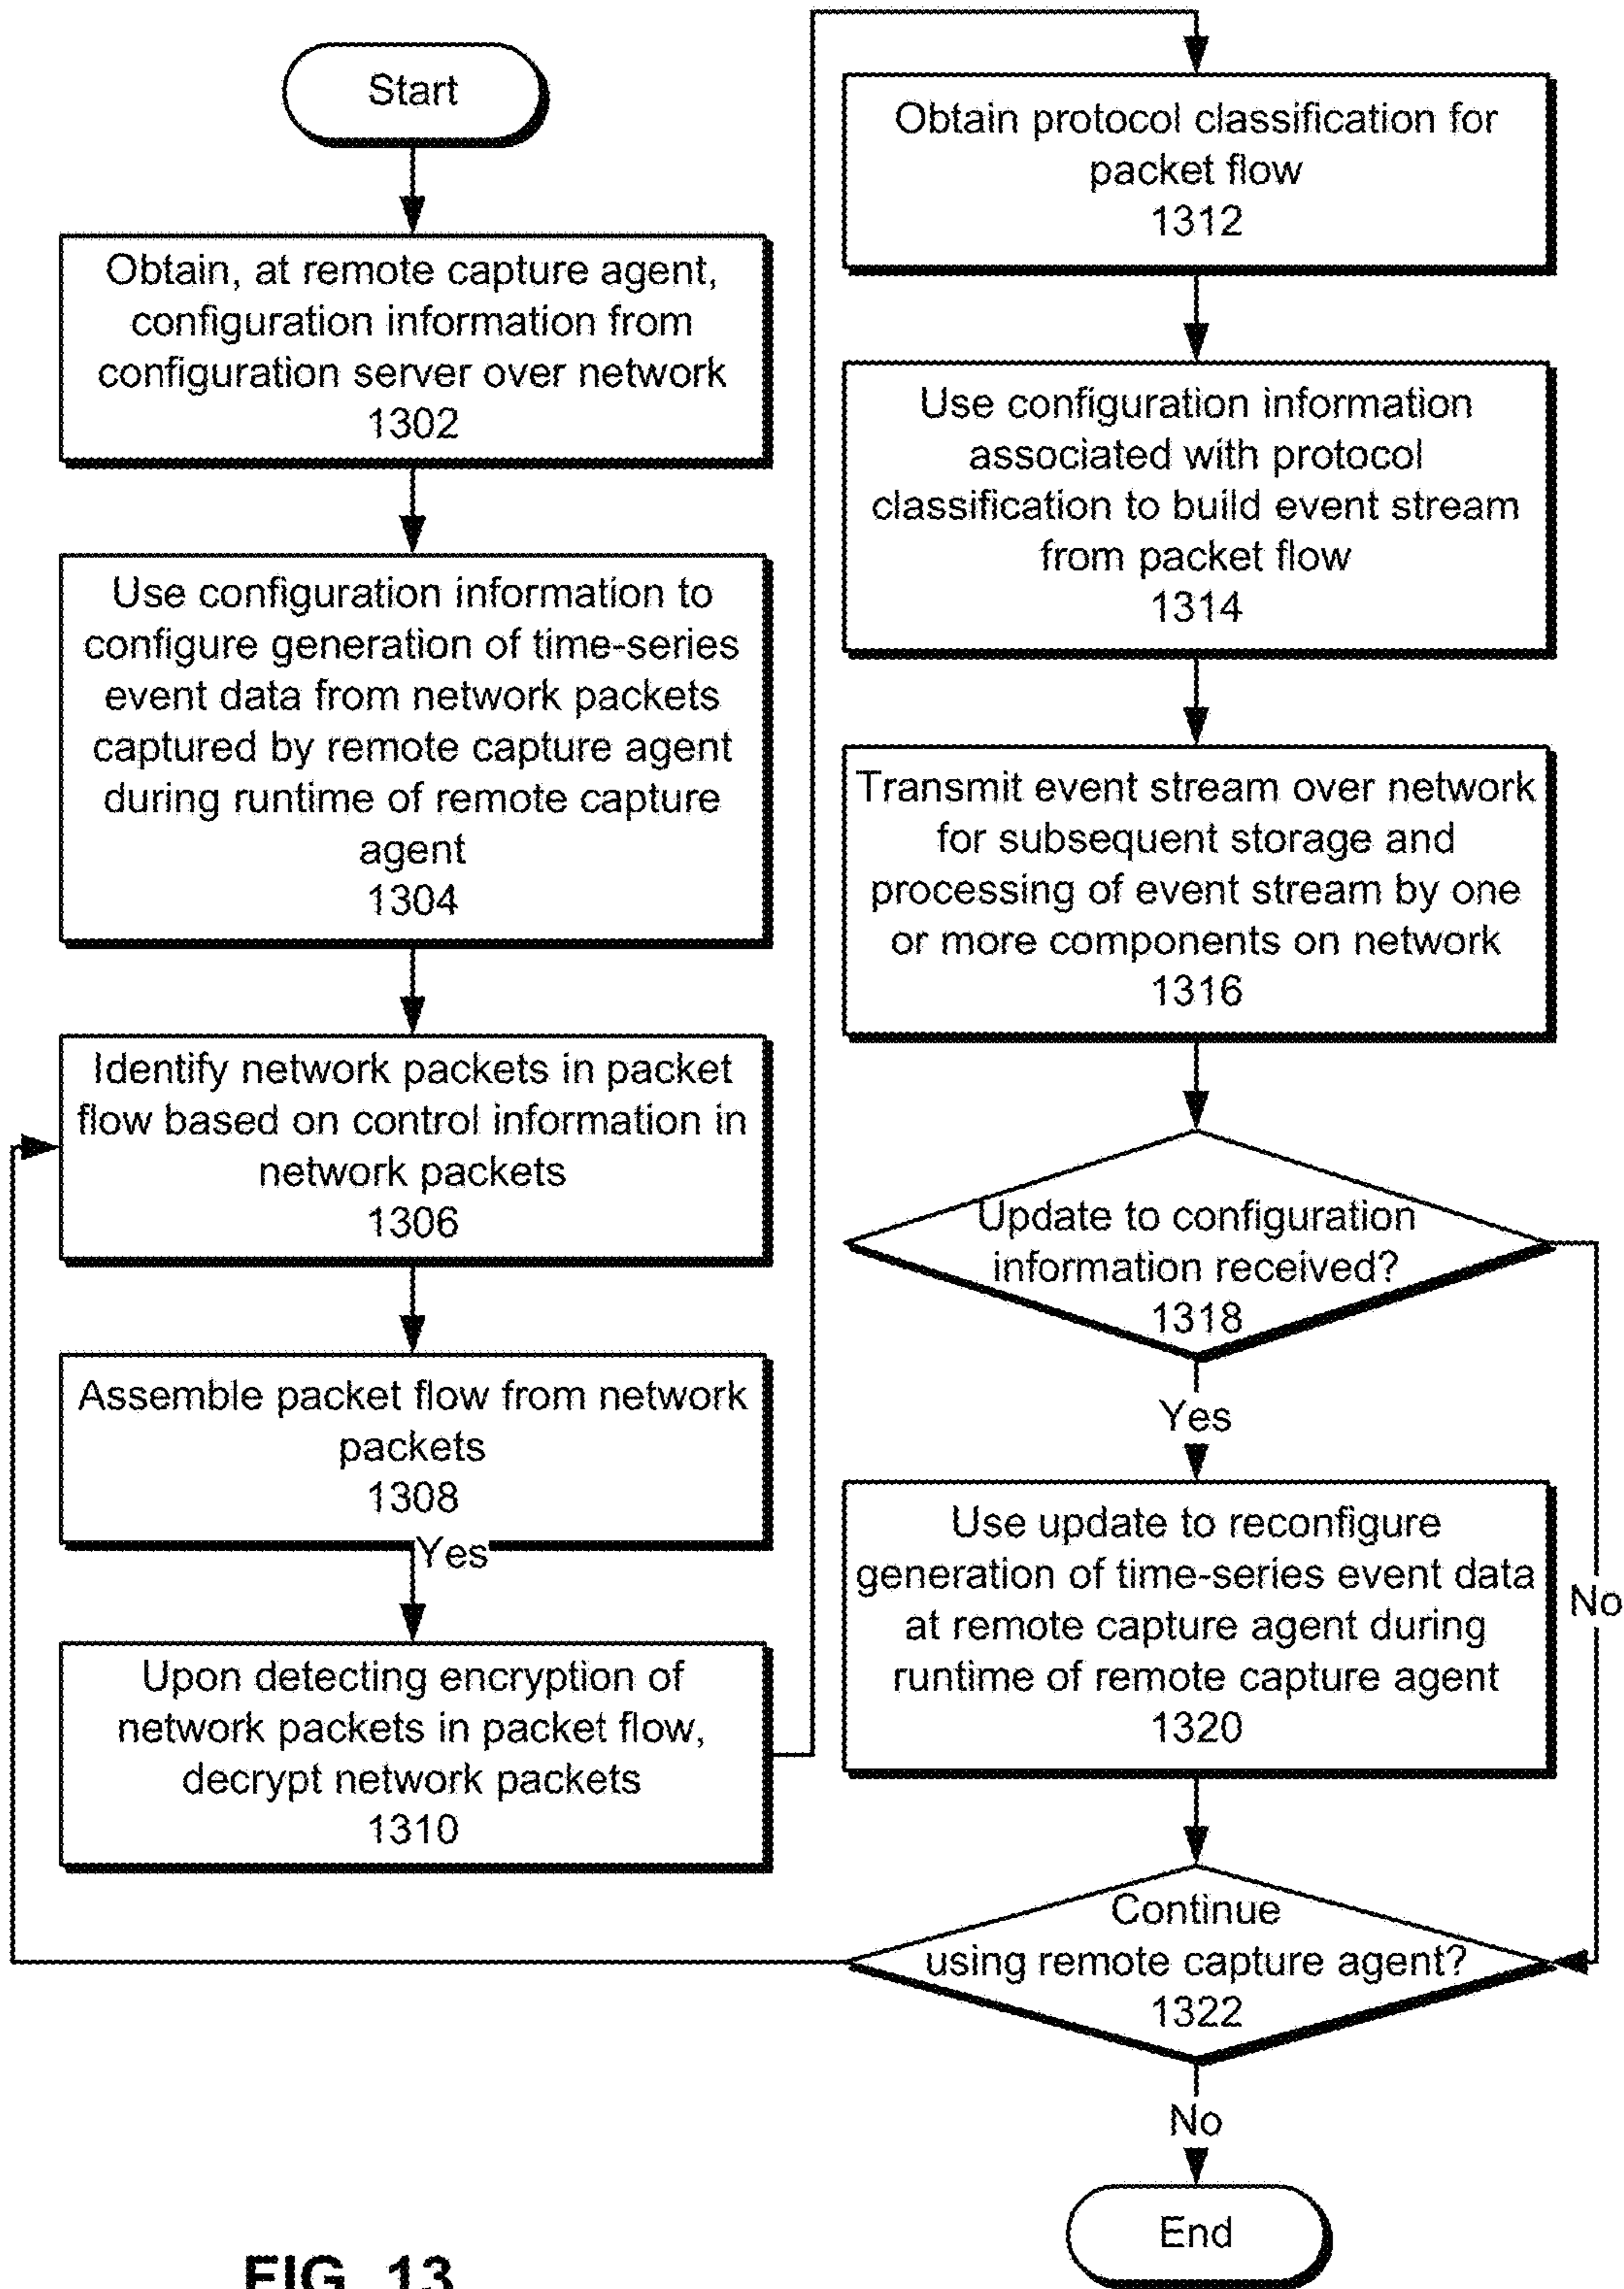 Start
Obtain, at remote capture agent,
configuration information from
configuration server over network
1302
Use configuration information to
configure generation of time-series
event data from network packets
captured by remote capture agent
during runtime of remote capture
agent
1304
Identify network packets in packet
flow based on control information in
network packets
1306
Assemble packet flow from network
packets
1308
Yes
Upon detecting encryption of
network packets in packet flow,
decrypt network packets
1310
Obtain protocol classification for
packet flow
1312
Use configuration information
associated with protocol
classification to build event stream
from packet flow
1314
Transmit event stream over network
for subsequent storage and
processing of event stream by one
or more components on network
1316
Update to configuration
information received?
1318
Yes
No
Use update to reconfigure
generation of time-series event data
at remote capture agent during
runtime of remote capture agent
1320
Continue
using remote capture agent?
1322
No
End
FIG. 13